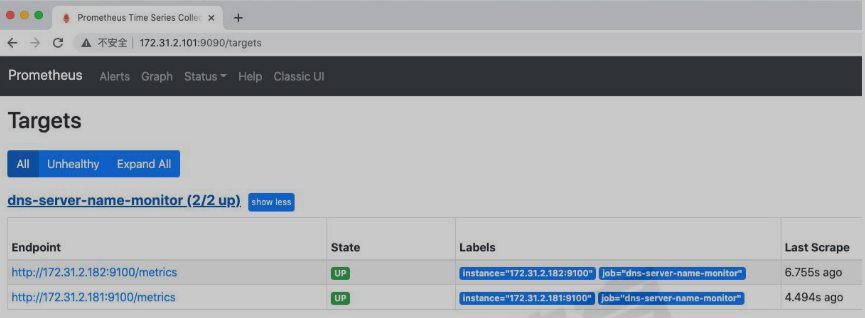 Prometheus Time Series Collec
不安全 172.31.2.101:9090/targets
Prometheus Alerts Graph Status Help Classic UI
Targets
All Unhealthy Expand All
dns-server-name-monitor (2/2 up) show less
Endpoint State Labels Last Scrape
http://172.31.2.182:9100/metrics UP instance="172.31.2.182:9100" job="dns-server-name-monitor" 6.755s ago
http://172.31.2.181:9100/metrics UP instance="172.31.2.181:9100" job="dns-server-name-monitor" 4.494s ago